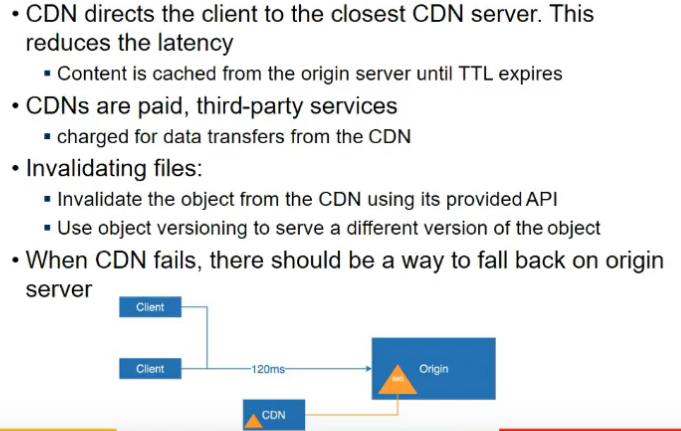 • CDN directs the client to the closest CDN server. This
reduces the latency
▪ Content is cached from the origin server until TTL expires
• CDNs are paid, third-party services
▪ charged for data transfers from the CDN
• Invalidating files:
▪ Invalidate the object from the CDN using its provided API
▪ Use object versioning to serve a different version of the object
• When CDN fails, there should be a way to fall back on origin
server
Client
Client
120ms
Origin
CDN